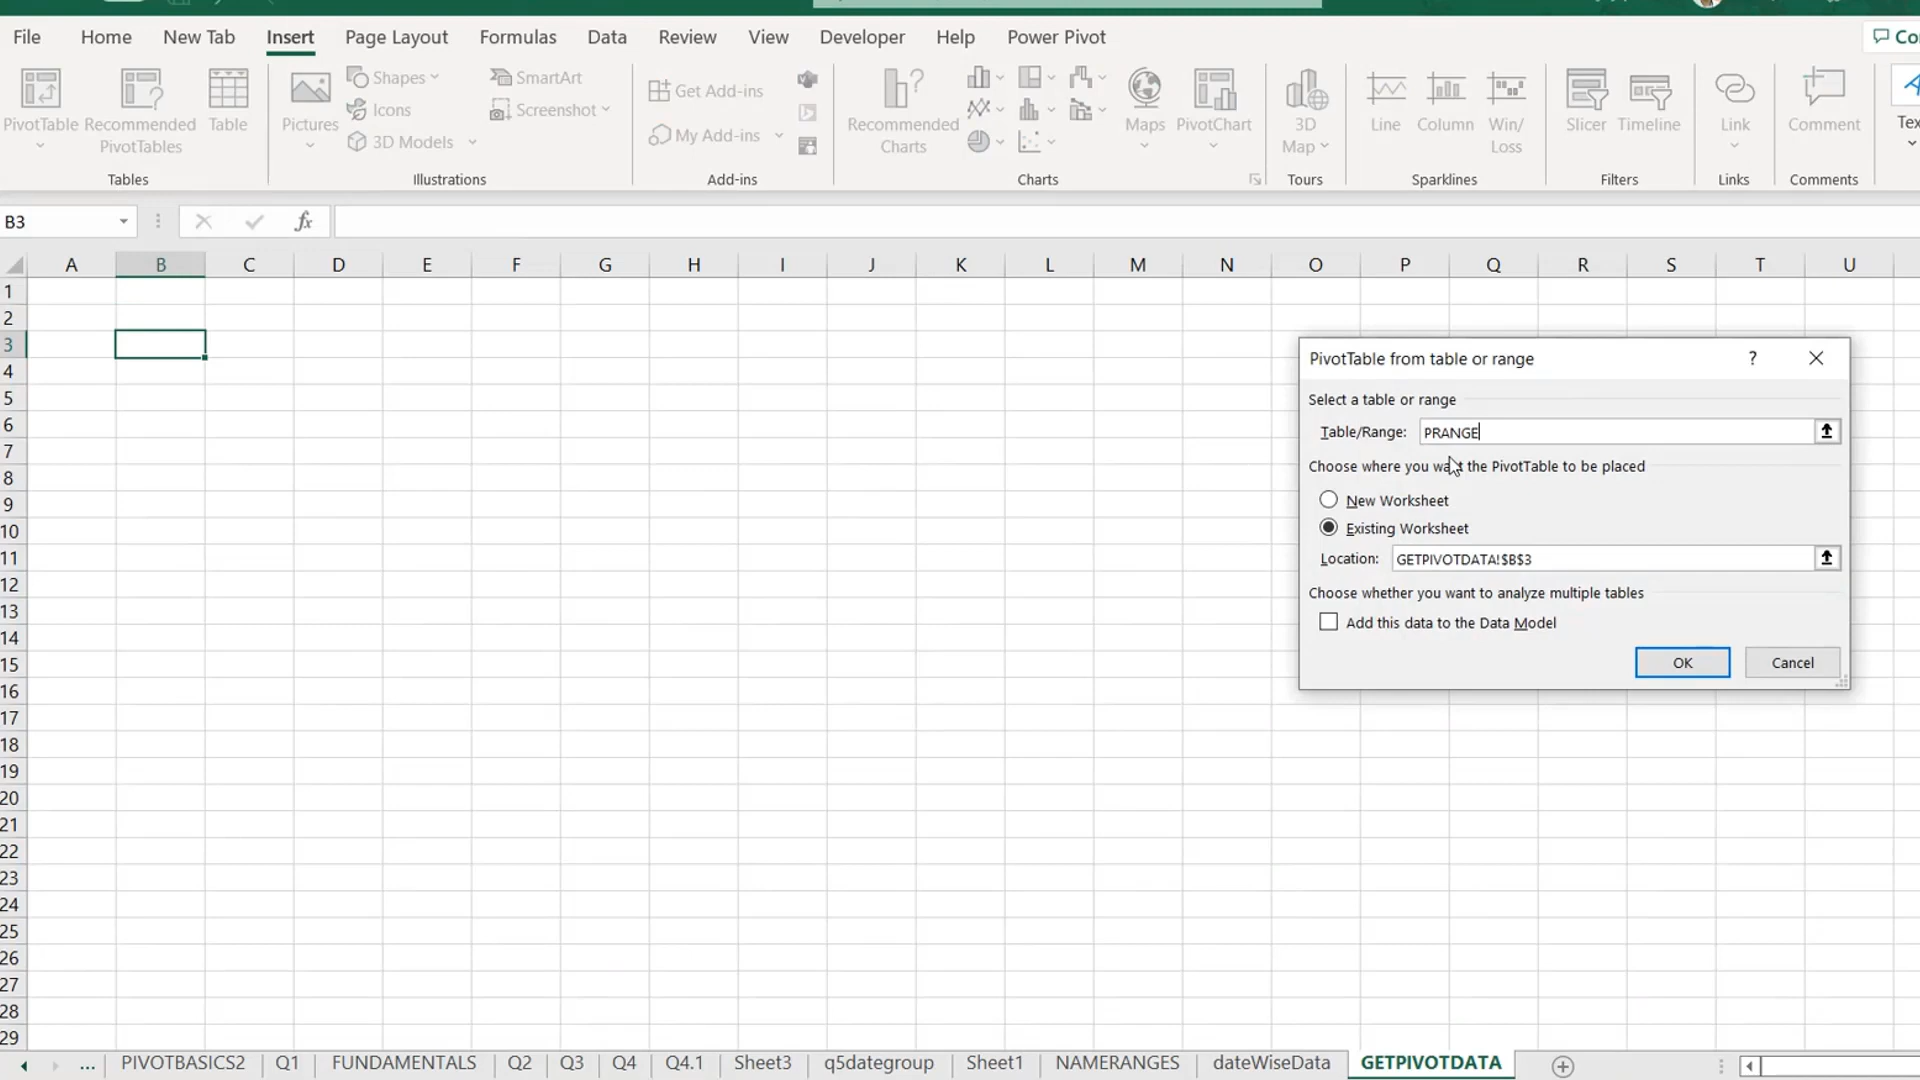 File Home New Tab Insert Page Layout Formulas Data Review View Developer Help Power Pivot
PivotTable
Recommended
PivotTables
Table
Tables
Pictures
Shapes
Icons
3D Models
SmartArt
Screenshot
Illustrations
Get Add-ins
My Add-ins
Add-ins
Recommended
Charts
Maps
PivotChart
Charts
3D
Map
Tours
Line
Column
Win/
Loss
Sparklines
Slicer
Timeline
Filters
Link
Links
Comment
Comments
B3
fx
A B C D E F G H I J K L M N O P Q R S T U
1
2
3
4
5
6
7
8
9
10
11
12
13
14
15
16
17
18
19
20
21
22
23
24
25
26
27
28
29
PivotTable from table or range ?
Select a table or range
Table/Range: PRANGE
Choose where you want the PivotTable to be placed
New Worksheet
Existing Worksheet
Location: GETPIVOTDATA!$B$3
Choose whether you want to analyze multiple tables
Add this data to the Data Model
OK Cancel
... PIVOTBASICS2 Q1 FUNDAMENTALS Q2 Q3 Q4 Q4.1 Sheet3 q5dategroup Sheet1 NAMERANGES dateWiseData GETPIVOTDATA